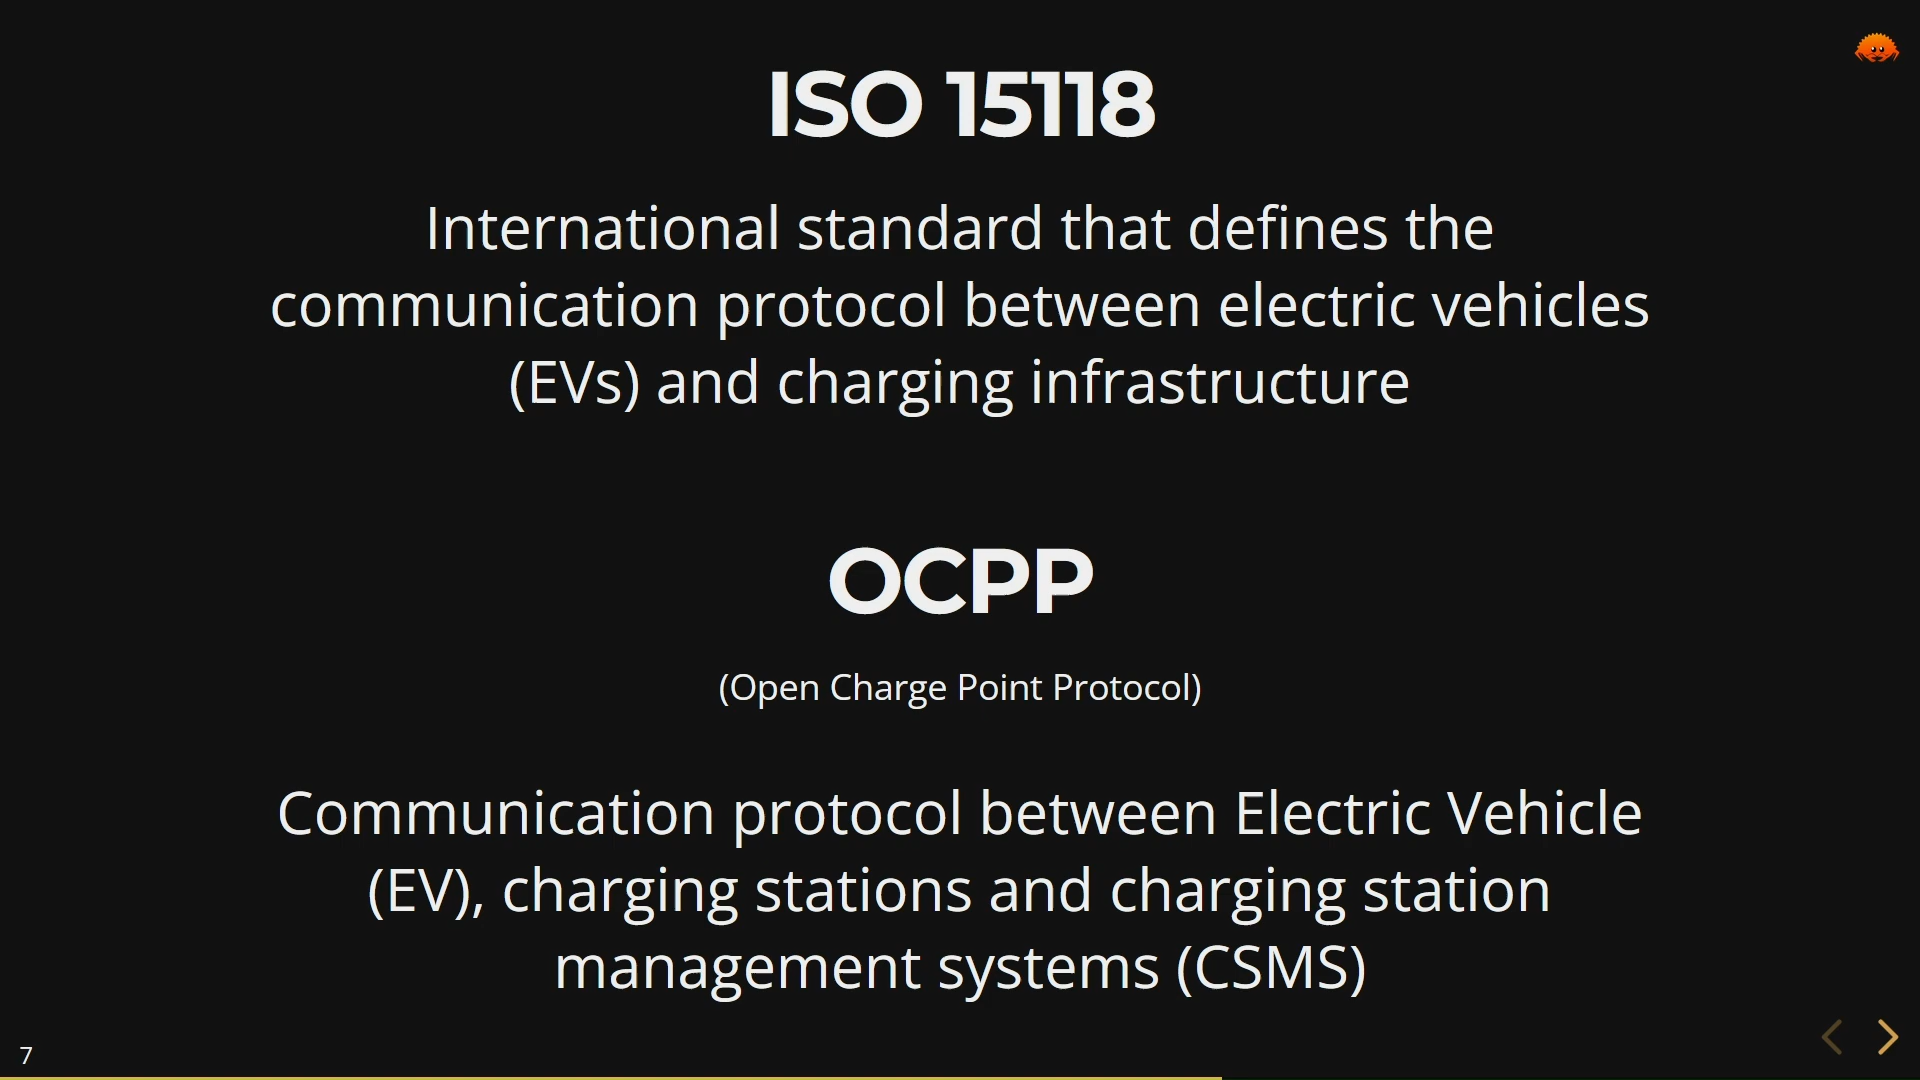 ISO 15118
International standard that defines the
communication protocol between electric vehicles
(EVs) and charging infrastructure
OCPP
(Open Charge Point Protocol)
Communication protocol between Electric Vehicle
(EV), charging stations and charging station
management systems (CSMS)
7